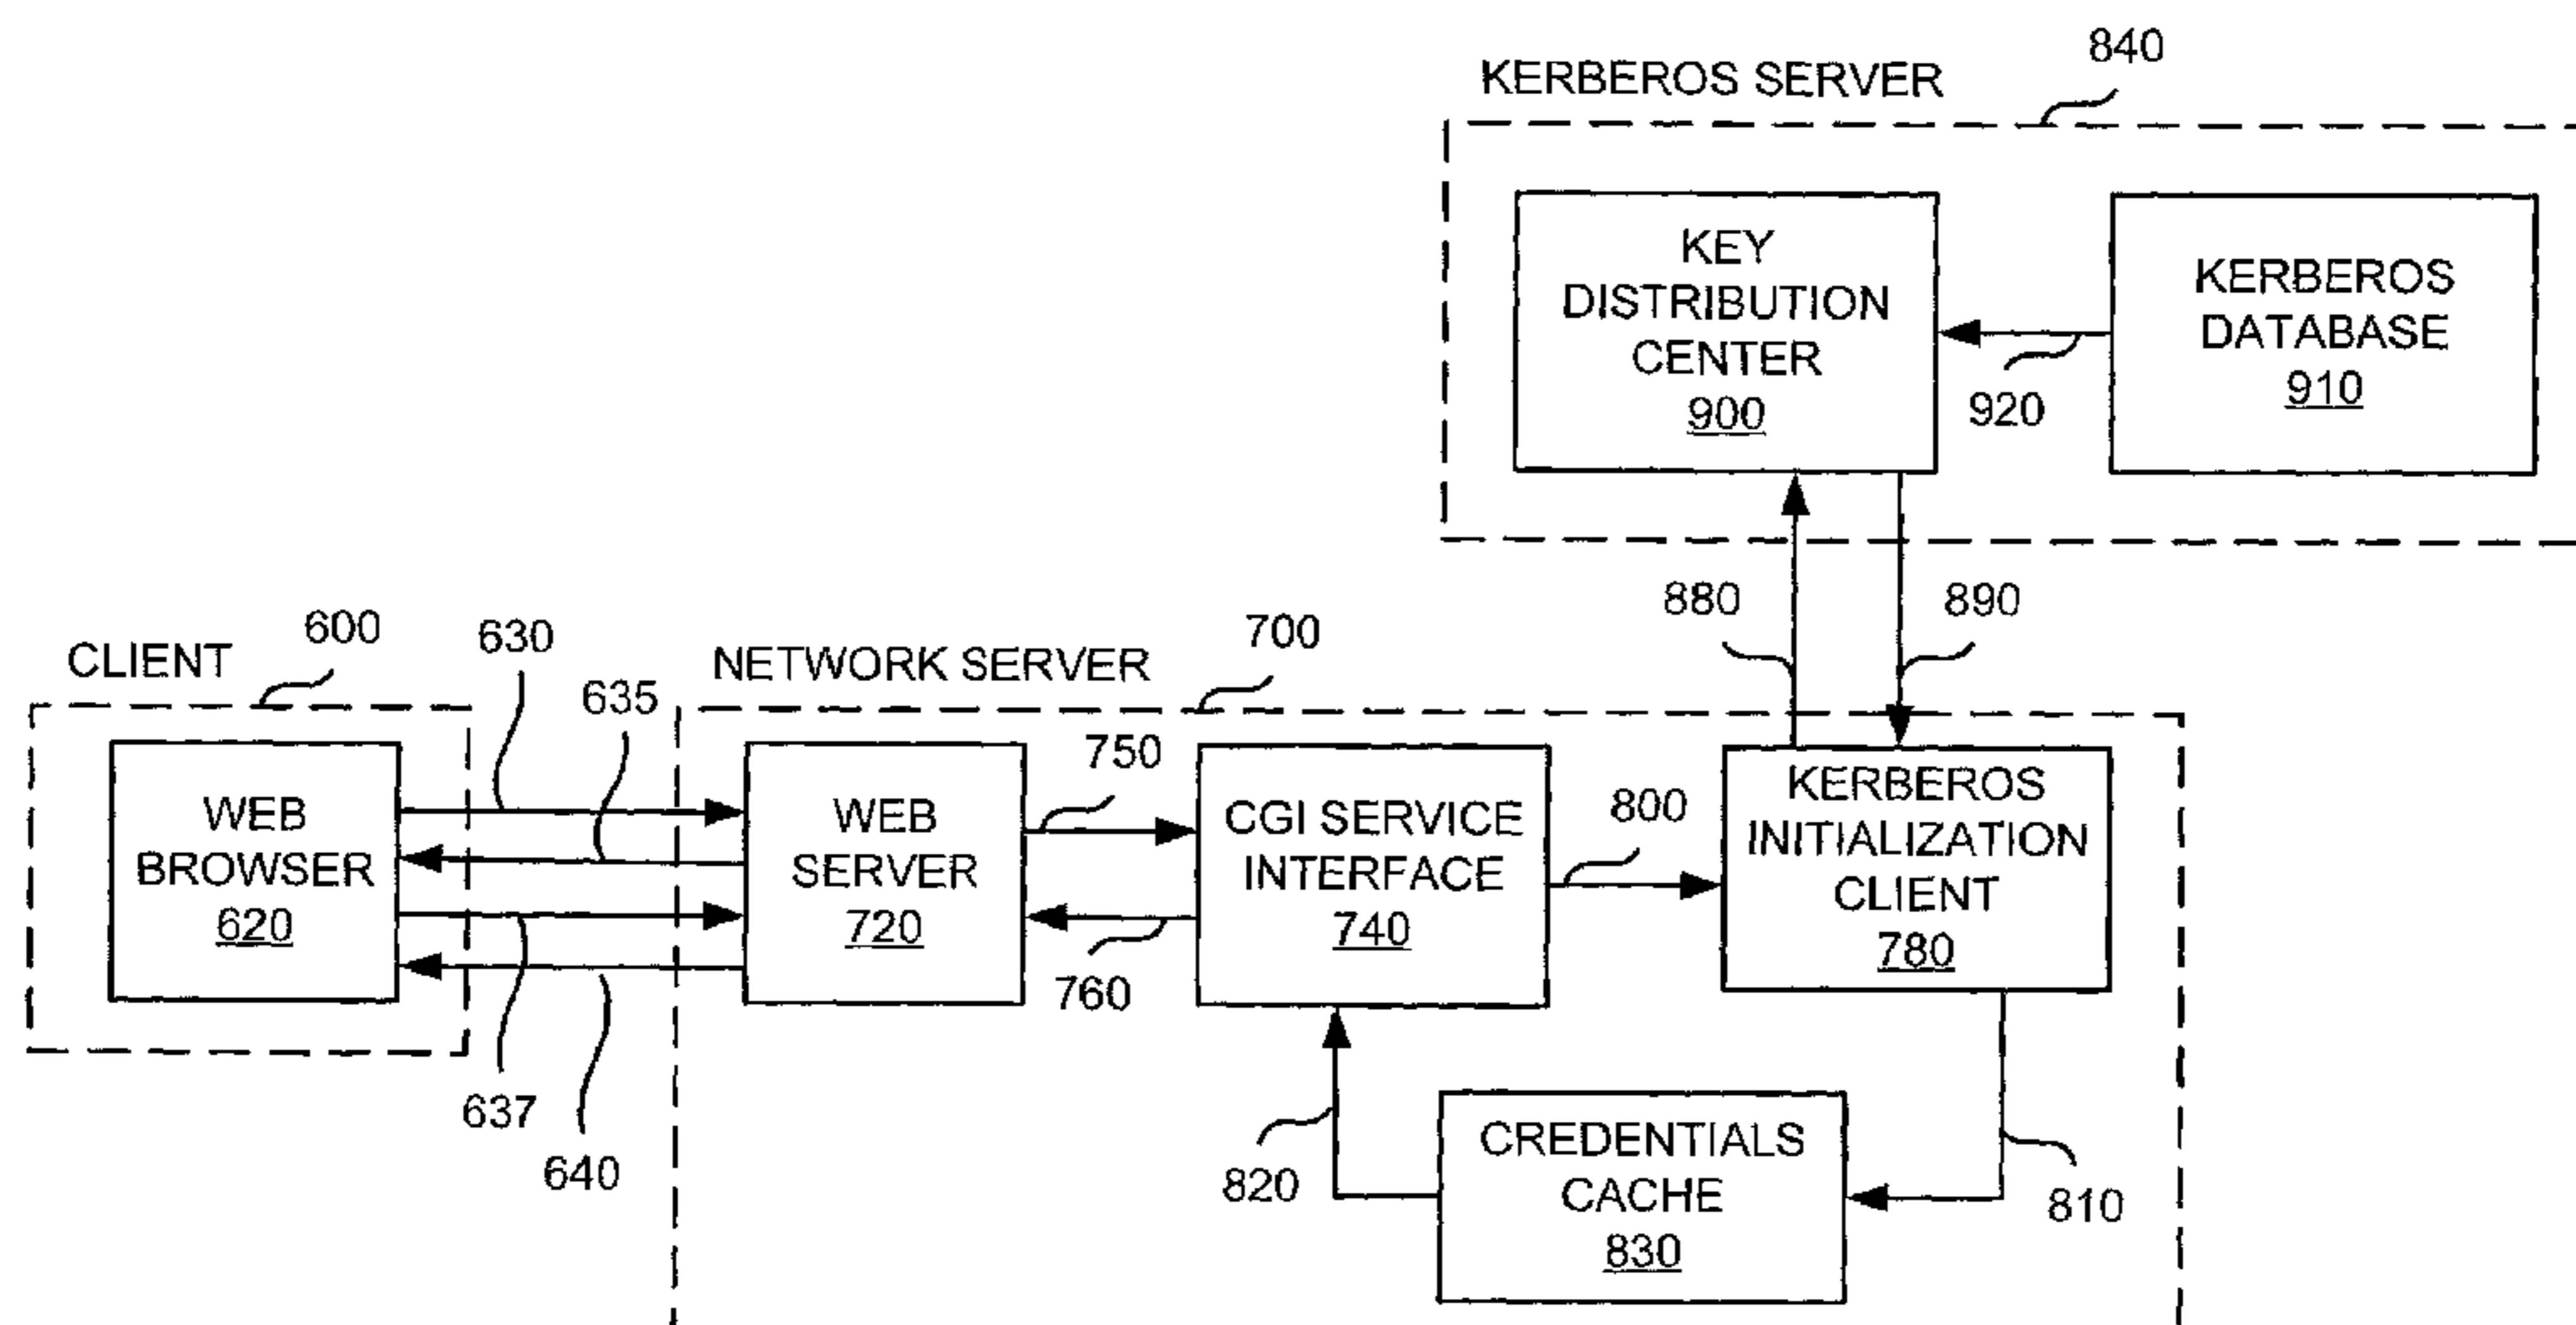 840
KERBEROS SERVER
KEY
DISTRIBUTION
CENTER
900
920
KERBEROS
DATABASE
910
880
890
CLIENT
600
630
635
NETWORK SERVER
700
WEB
BROWSER
620
637
640
WEB
SERVER
720
750
760
CGI SERVICE
INTERFACE
740
800
KERBEROS
INITIALIZATION
CLIENT
780
820
CREDENTIALS
CACHE
830
810